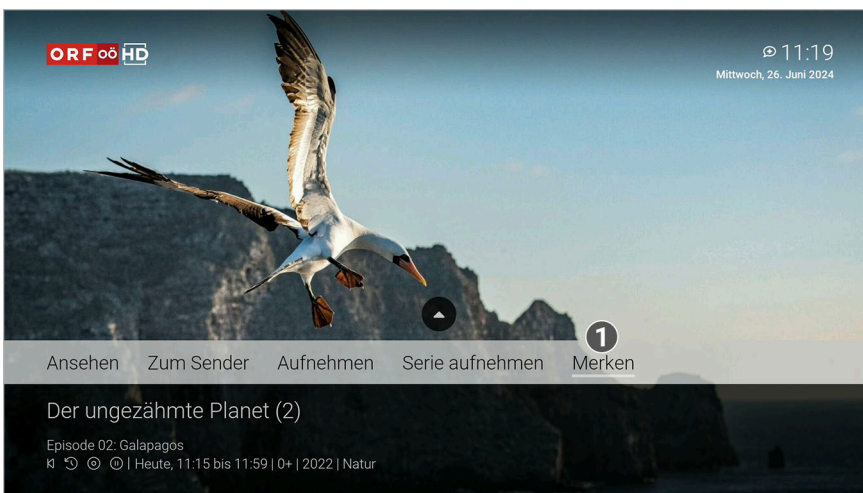 ORF oö HD
11:19
Mittwoch, 26. Juni 2024
1
Ansehen Zum Sender Aufnehmen Serie aufnehmen Merken
Der ungezähmte Planet (2)
Episode 02: Galapagos
Heute, 11:15 bis 11:59 | 0+ | 2022 | Natur